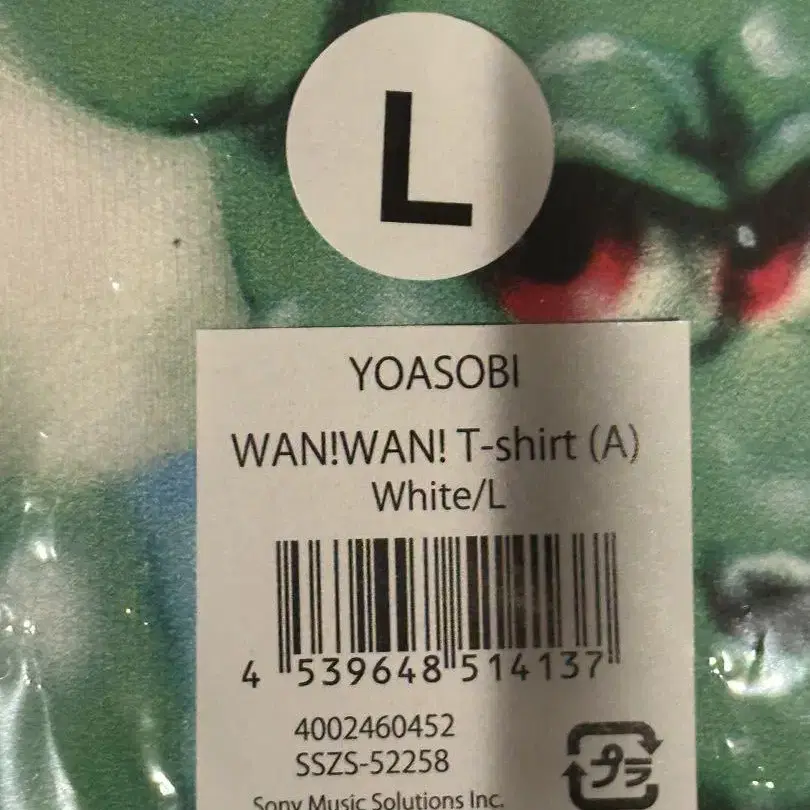 L
YOASOBI
WAN!WAN! T-shirt (A)
White/L
4 539648 514137
4002460452
SSZS-52258
プラ
Sony Music Solutions Inc.